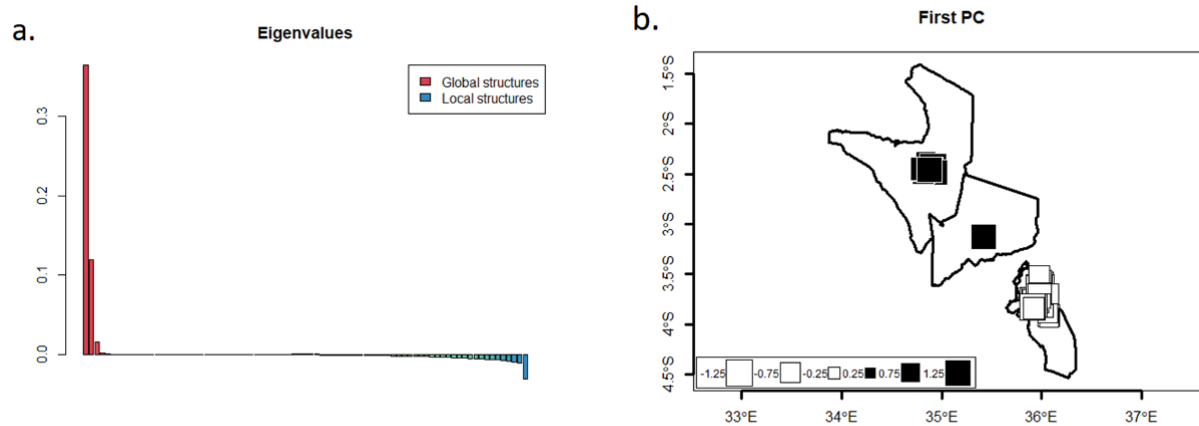 a.
Eigenvalues
Global structures
Local structures
0.3
0.2
0.1
0.0
b.
First PC
1.5°S
2°S
2.5°S
3°S
3.5°S
4°S
4.5°S
-1.25 -0.75 -0.25 0.25 0.75 1.25
33°E 34°E 35°E 36°E 37°E